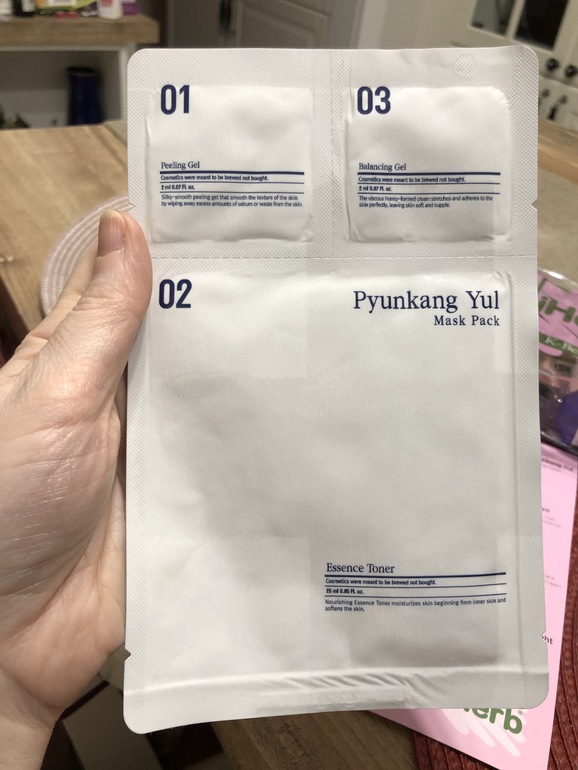 01
Peeling Gel
Cosmetics were meant to be brewed not bought.
2 ml 0.07 Fl. oz.
Silky-smooth peeling gel that smooth the texture of the skin
by wiping away excess amounts of sebum or waste from the skin.
03
Balancing Gel
Cosmetics were meant to be brewed not bought.
2 ml 0.07 Fl. oz.
The viscous honey-formed cream stretches and adheres to the
skin perfectly, leaving skin soft and supple.
02
Pyunkang Yul
Mask Pack
Essence Toner
Cosmetics were meant to be brewed not bought.
25 ml 0.85 Fl. oz.
Nourishing Essence Toner moisturizes skin beginning from inner skin and
softens the skin.